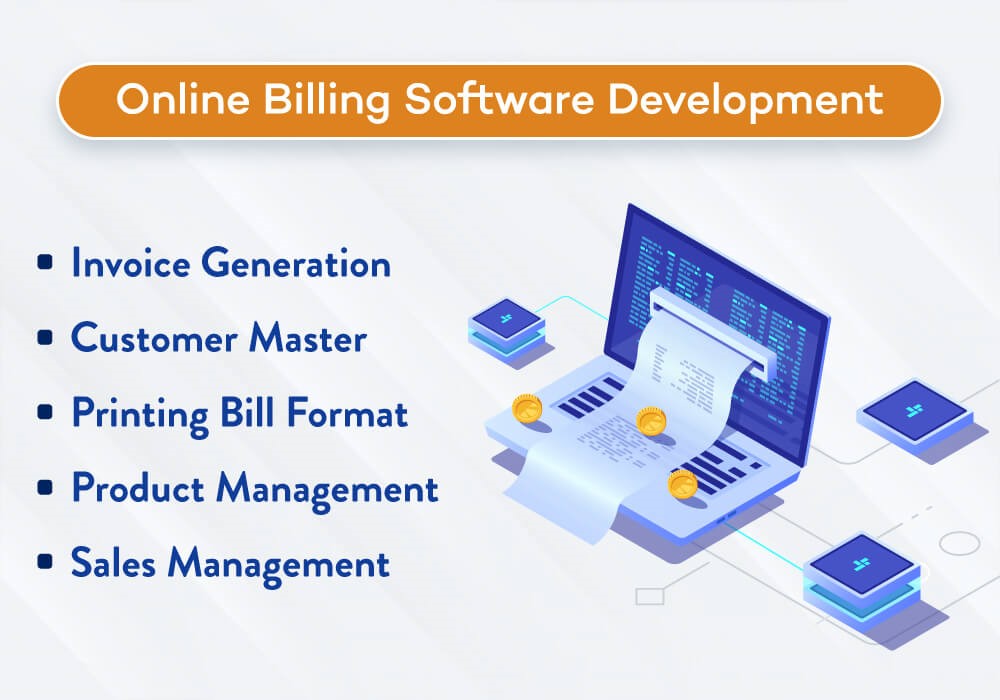 Online Billing Software Development
Invoice Generation
Customer Master
Printing Bill Format
Product Management
Sales Management